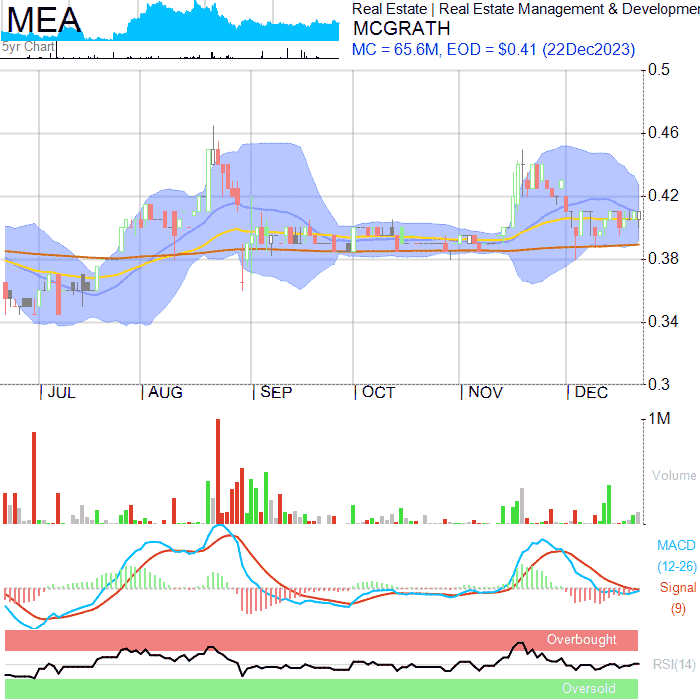 MEA
5yr Chart
Real Estate | Real Estate Management & Developmen
MCGRATH
MC = 65.6M, EOD = $0.41 (22Dec2023)
0.5
0.46
0.42
0.38
0.34
0.3
JUL AUG SEP OCT NOV DEC
1M
Volume
MACD
(12-26)
Signal
(9)
Overbought
RSI(14)
Oversold